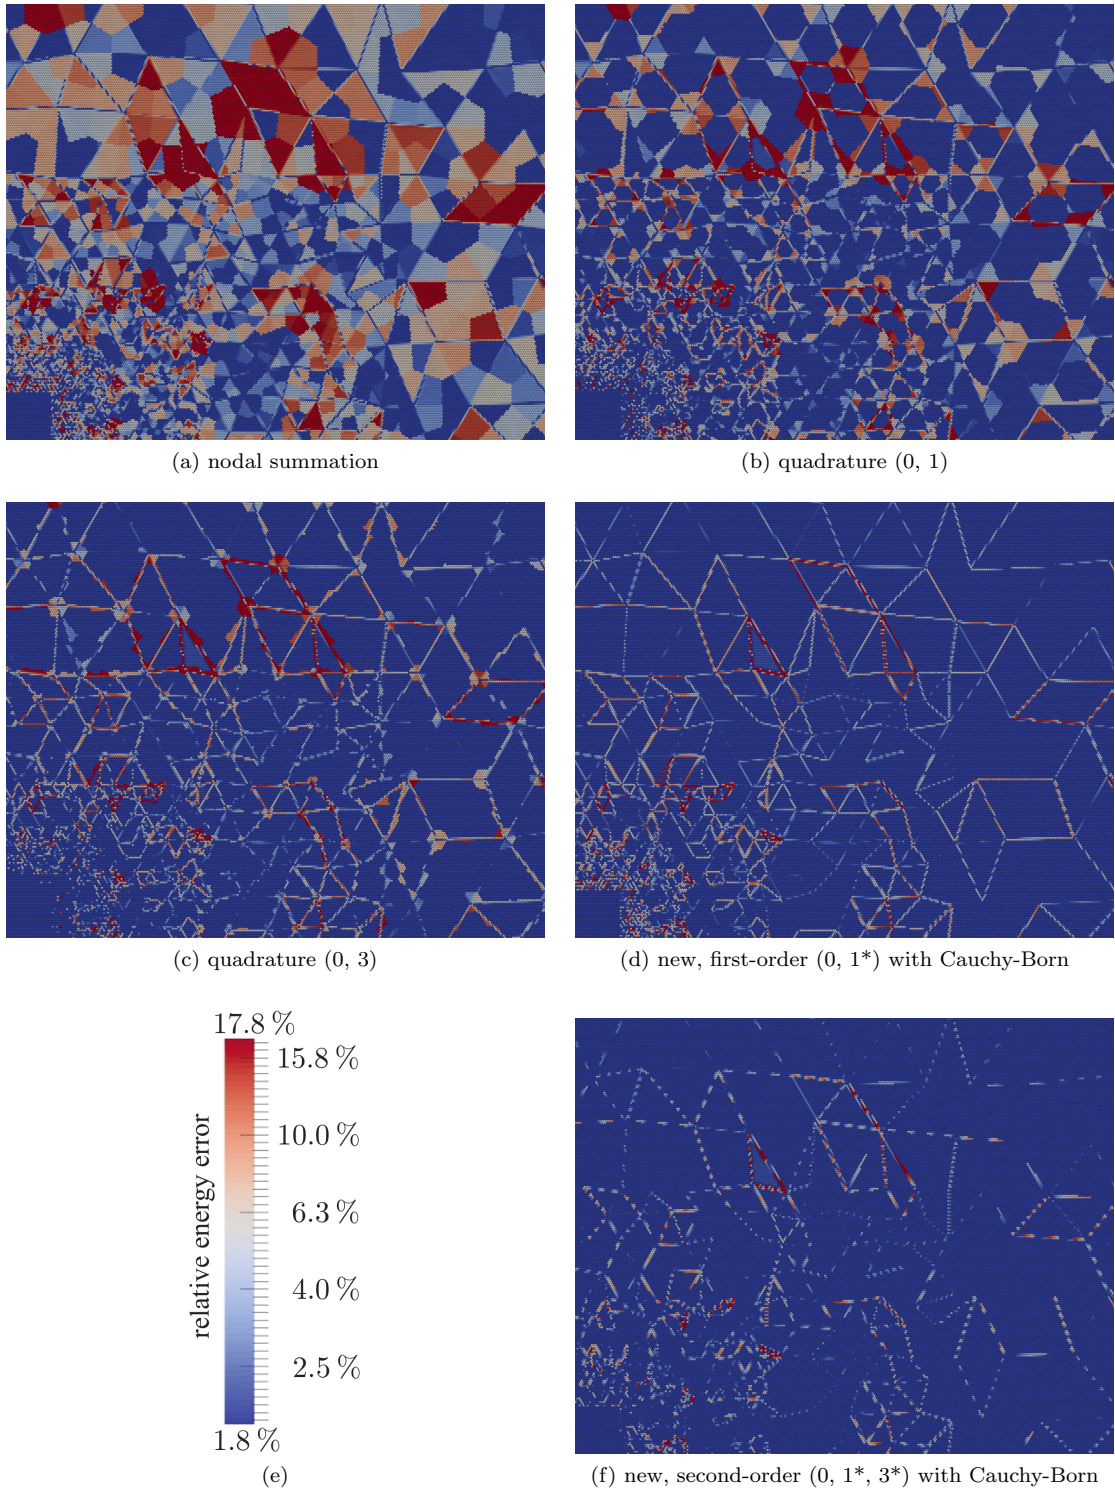 (a) nodal summation
(b) quadrature (0, 1)
(c) quadrature (0, 3)
(d) new, first-order (0, 1*) with Cauchy-Born
17.8 %
15.8 %
10.0 %
6.3 %
4.0 %
2.5 %
1.8 %
relative energy error
(e)
(f) new, second-order (0, 1*, 3*) with Cauchy-Born